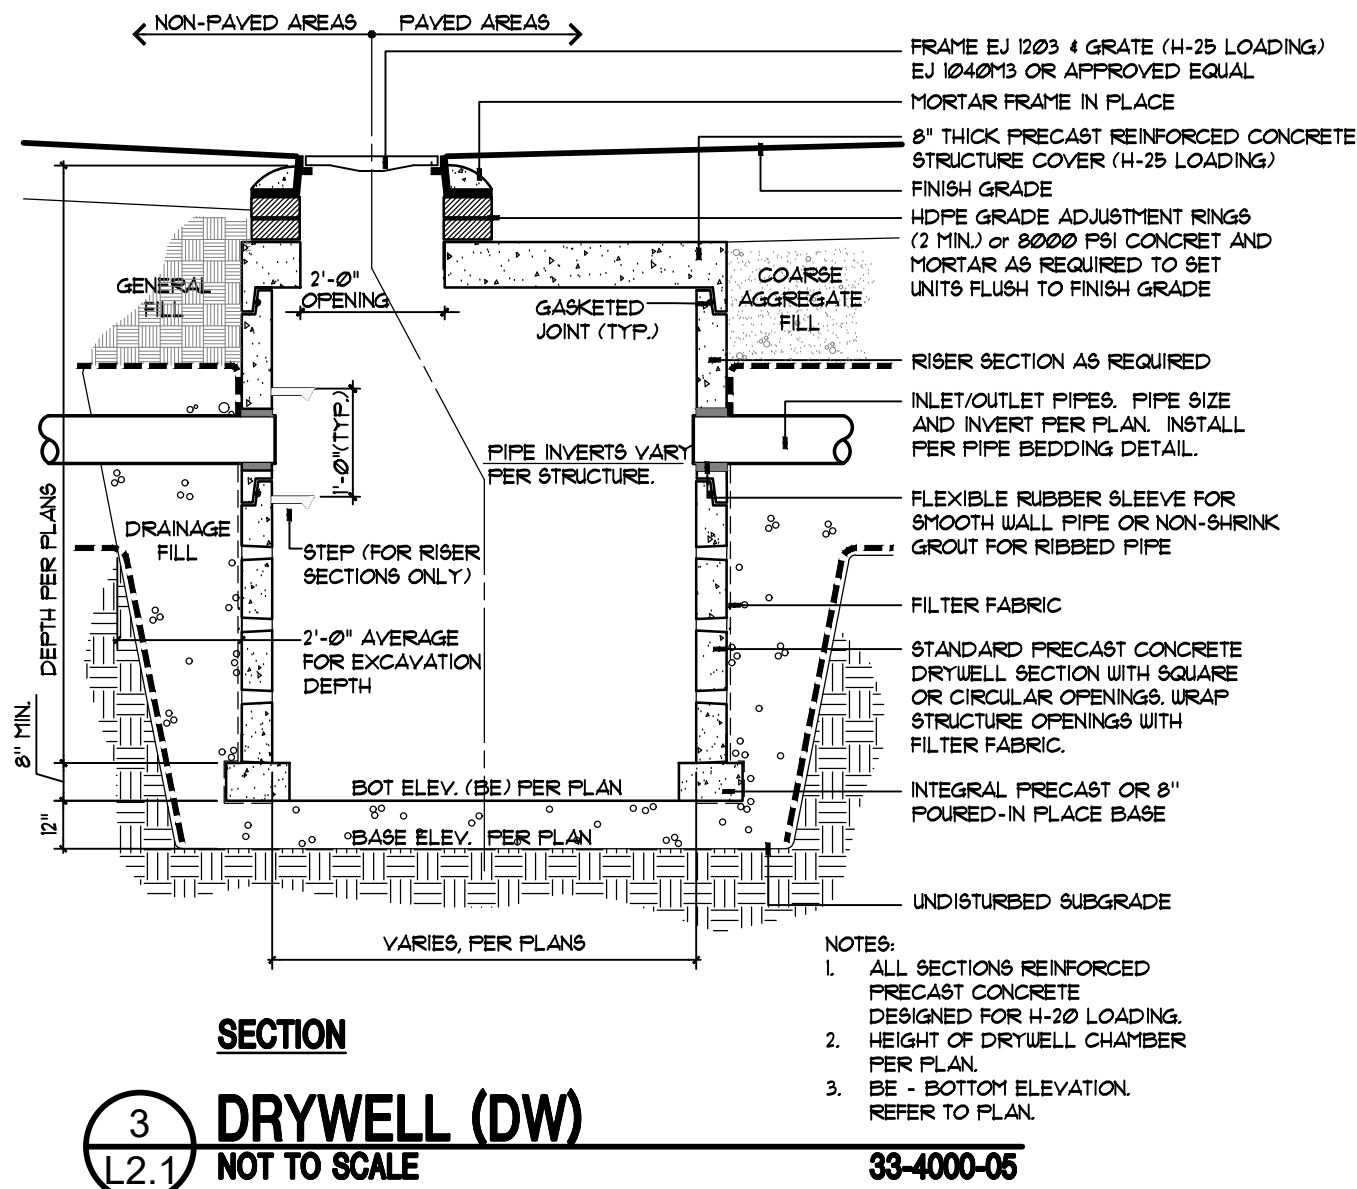 NON-PAVED AREAS
PAVED AREAS
FRAME EJ 1203 & GRATE (H-25 LOADING)
EJ 1040M3 OR APPROVED EQUAL
MORTAR FRAME IN PLACE
8" THICK PRECAST REINFORCED CONCRETE
STRUCTURE COVER (H-25 LOADING)
FINISH GRADE
HDPE GRADE ADJUSTMENT RINGS
(2 MIN.) or 8000 PSI CONCRET AND
MORTAR AS REQUIRED TO SET
UNITS FLUSH TO FINISH GRADE
GENERAL
FILL
2'-0"
OPENING
GASKETED
JOINT (TYP.)
COARSE
AGGREGATE
FILL
RISER SECTION AS REQUIRED
INLET/OUTLET PIPES. PIPE SIZE
AND INVERT PER PLAN. INSTALL
PER PIPE BEDDING DETAIL.
1'-0"(TYP.)
PIPE INVERTS VARY
PER STRUCTURE.
FLEXIBLE RUBBER SLEEVE FOR
SMOOTH WALL PIPE OR NON-SHRINK
GROUT FOR RIBBED PIPE
DRAINAGE
FILL
STEP (FOR RISER
SECTIONS ONLY)
DEPTH PER PLANS
FILTER FABRIC
2'-0" AVERAGE
FOR EXCAVATION
DEPTH
STANDARD PRECAST CONCRETE
DRYWELL SECTION WITH SQUARE
OR CIRCULAR OPENINGS. WRAP
STRUCTURE OPENINGS WITH
FILTER FABRIC.
8" MIN.
BOT ELEV. (BE) PER PLAN
INTEGRAL PRECAST OR 8"
POURED-IN PLACE BASE
12"
BASE ELEV. PER PLAN
UNDISTURBED SUBGRADE
VARIES, PER PLANS
NOTES:
1. ALL SECTIONS REINFORCED
PRECAST CONCRETE
DESIGNED FOR H-20 LOADING.
2. HEIGHT OF DRYWELL CHAMBER
PER PLAN.
3. BE - BOTTOM ELEVATION.
REFER TO PLAN.
SECTION
3
L2.1
DRYWELL (DW)
NOT TO SCALE
33-4000-05